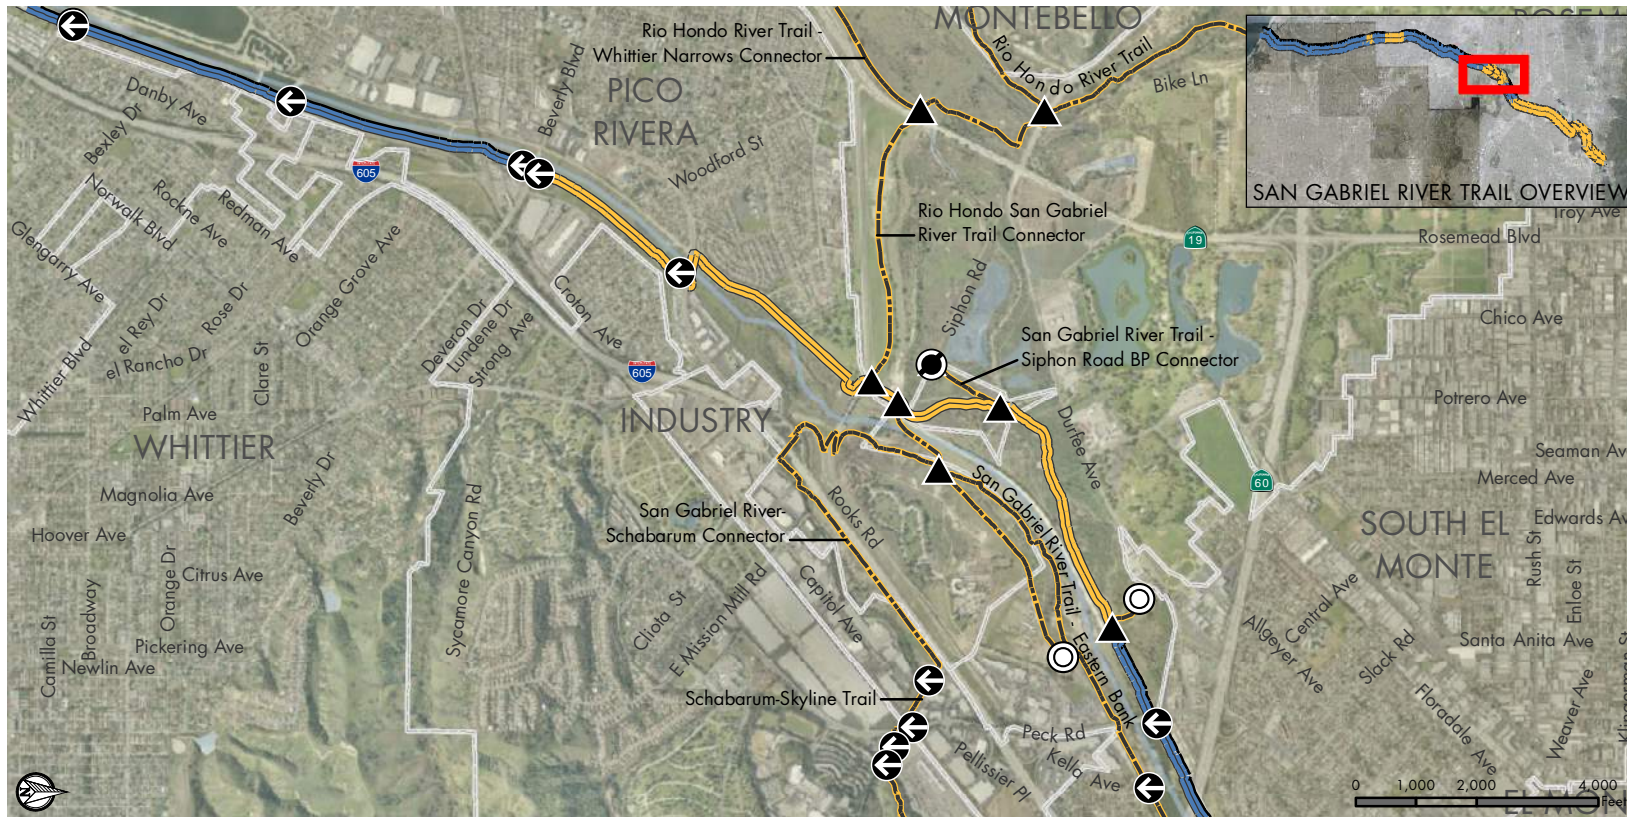 MONTEBELLO
Rio Hondo River Trail -
Whittier Narrows Connector
Rio Hondo River Trail
Bike Ln
SAN GABRIEL RIVER TRAIL OVERVIEW
Danby Ave
Bexley Dr
Beverly Blvd
PICO
RIVERA
Woodford St
605
Norwalk Blvd
Rockne Ave
Redman Ave
Glengarry Ave
Orange Grove Ave
Rio Hondo San Gabriel
River Trail Connector
19
Troy Ave
Rosemead Blvd
el Rey Dr
Rose Dr
Croton Ave
Siphon Rd
Chico Ave
Deveron Dr
Lundene Dr
Strong Ave
San Gabriel River Trail -
Siphon Road BP Connector
Whittier Blvd
el Rancho Dr
Clare St
605
Palm Ave
WHITTIER
INDUSTRY
Durfee Ave
Potrero Ave
Seaman Av
Merced Ave
60
Magnolia Ave
Beverly Dr
Sycamore Canyon Rd
San Gabriel River-
Schabarum Connector
Rooks Rd
San Gabriel River Trail - Eastern Bank
SOUTH EL
MONTE
Edwards Av
Rush St
Hoover Ave
Citrus Ave
Orange Dr
Broadway
Camilla St
Pickering Ave
Newlin Ave
Cliota St
E Mission Mill Rd
Capitol Ave
Central Ave
Allgeyer Ave
Slack Rd
Enloe St
Santa Anita Ave
Schabarum-Skyline Trail
Peck Rd
Kella Ave
Pellissier Pl
Floradale Ave
Weaver Ave
N
0 1,000 2,000 4,000
Feet